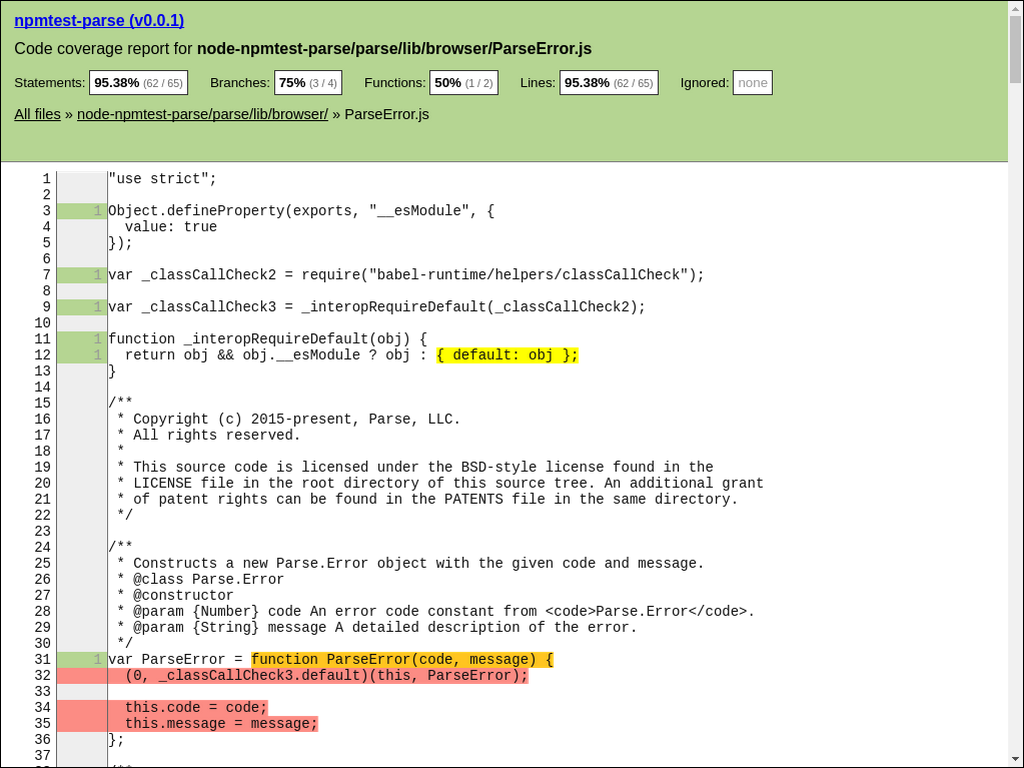 npmtest-parse (v0.0.1)
Code coverage report for node-npmtest-parse/parse/lib/browser/ParseError.js
Statements: 95.38% (62 / 65) Branches: 75% (3 / 4) Functions: 50% (1 / 2) Lines: 95.38% (62 / 65) Ignored: none
All files » node-npmtest-parse/parse/lib/browser/ » ParseError.js
1 "use strict";
2
3 1 Object.defineProperty(exports, "__esModule", {
4   value: true
5 });
6
7 1 var _classCallCheck2 = require("babel-runtime/helpers/classCallCheck");
8
9 1 var _classCallCheck3 = _interopRequireDefault(_classCallCheck2);
10
11 1 function _interopRequireDefault(obj) {
12 1   return obj && obj.__esModule ? obj : { default: obj };
13 }
14
15 /**
16  * Copyright (c) 2015-present, Parse, LLC.
17  * All rights reserved.
18  *
19  * This source code is licensed under the BSD-style license found in the
20  * LICENSE file in the root directory of this source tree. An additional grant
21  * of patent rights can be found in the PATENTS file in the same directory.
22  */
23
24 /**
25  * Constructs a new Parse.Error object with the given code and message.
26  * @class Parse.Error
27  * @constructor
28  * @param {Number} code An error code constant from <code>Parse.Error</code>.
29  * @param {String} message A detailed description of the error.
30  */
31 1 var ParseError = function ParseError(code, message) {
32   (0, _classCallCheck3.default)(this, ParseError);
33
34   this.code = code;
35   this.message = message;
36 };
37